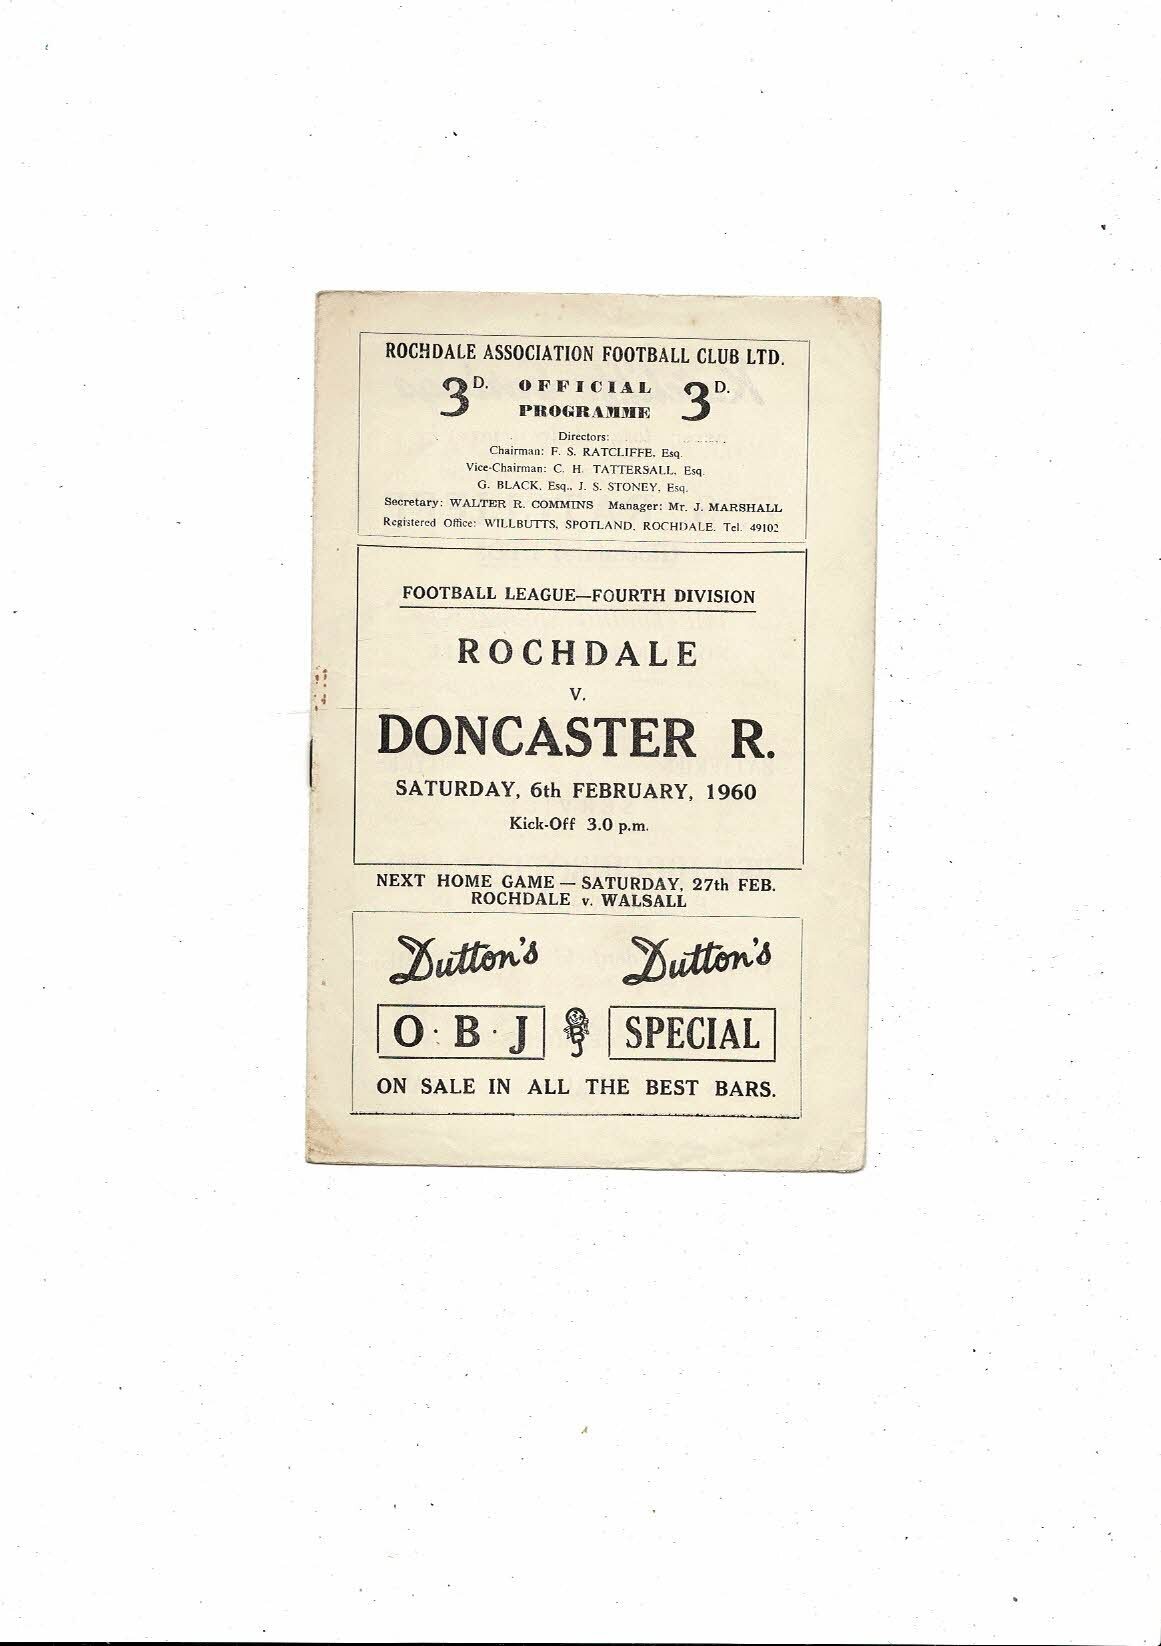 ROCHDALE ASSOCIATION FOOTBALL CLUB LTD.
3D. OFFICIAL 3D.
PROGRAMME
Directors:
Chairman: F. S. RATCLIFFE, Esq.
Vice-Chairman: C. H. TATTERSALL, Esq.
G. BLACK, Esq., J. S. STONEY, Esq.
Secretary: WALTER R. COMMINS Manager: Mr. J. MARSHALL
Registered Office: WILLBUTTS, SPOTLAND, ROCHDALE. Tel. 49102
FOOTBALL LEAGUE—FOURTH DIVISION
ROCHDALE
v.
DONCASTER R.
SATURDAY, 6th FEBRUARY, 1960
Kick-Off 3.0 p.m.
NEXT HOME GAME — SATURDAY, 27th FEB.
ROCHDALE v. WALSALL
Dutton's Dutton's
O·B·J SPECIAL
ON SALE IN ALL THE BEST BARS.